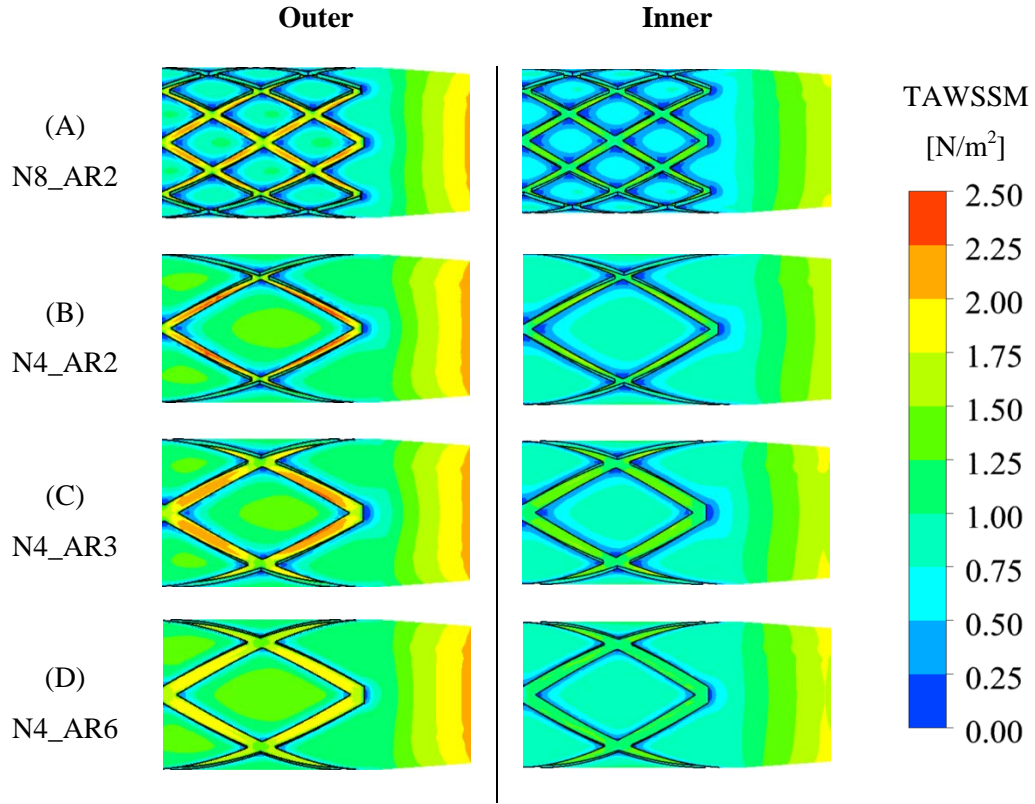 Outer
Inner
(A)
N8_AR2
(B)
N4_AR2
(C)
N4_AR3
(D)
N4_AR6
TAWSSM
[N/m²]
2.50
2.25
2.00
1.75
1.50
1.25
1.00
0.75
0.50
0.25
0.00